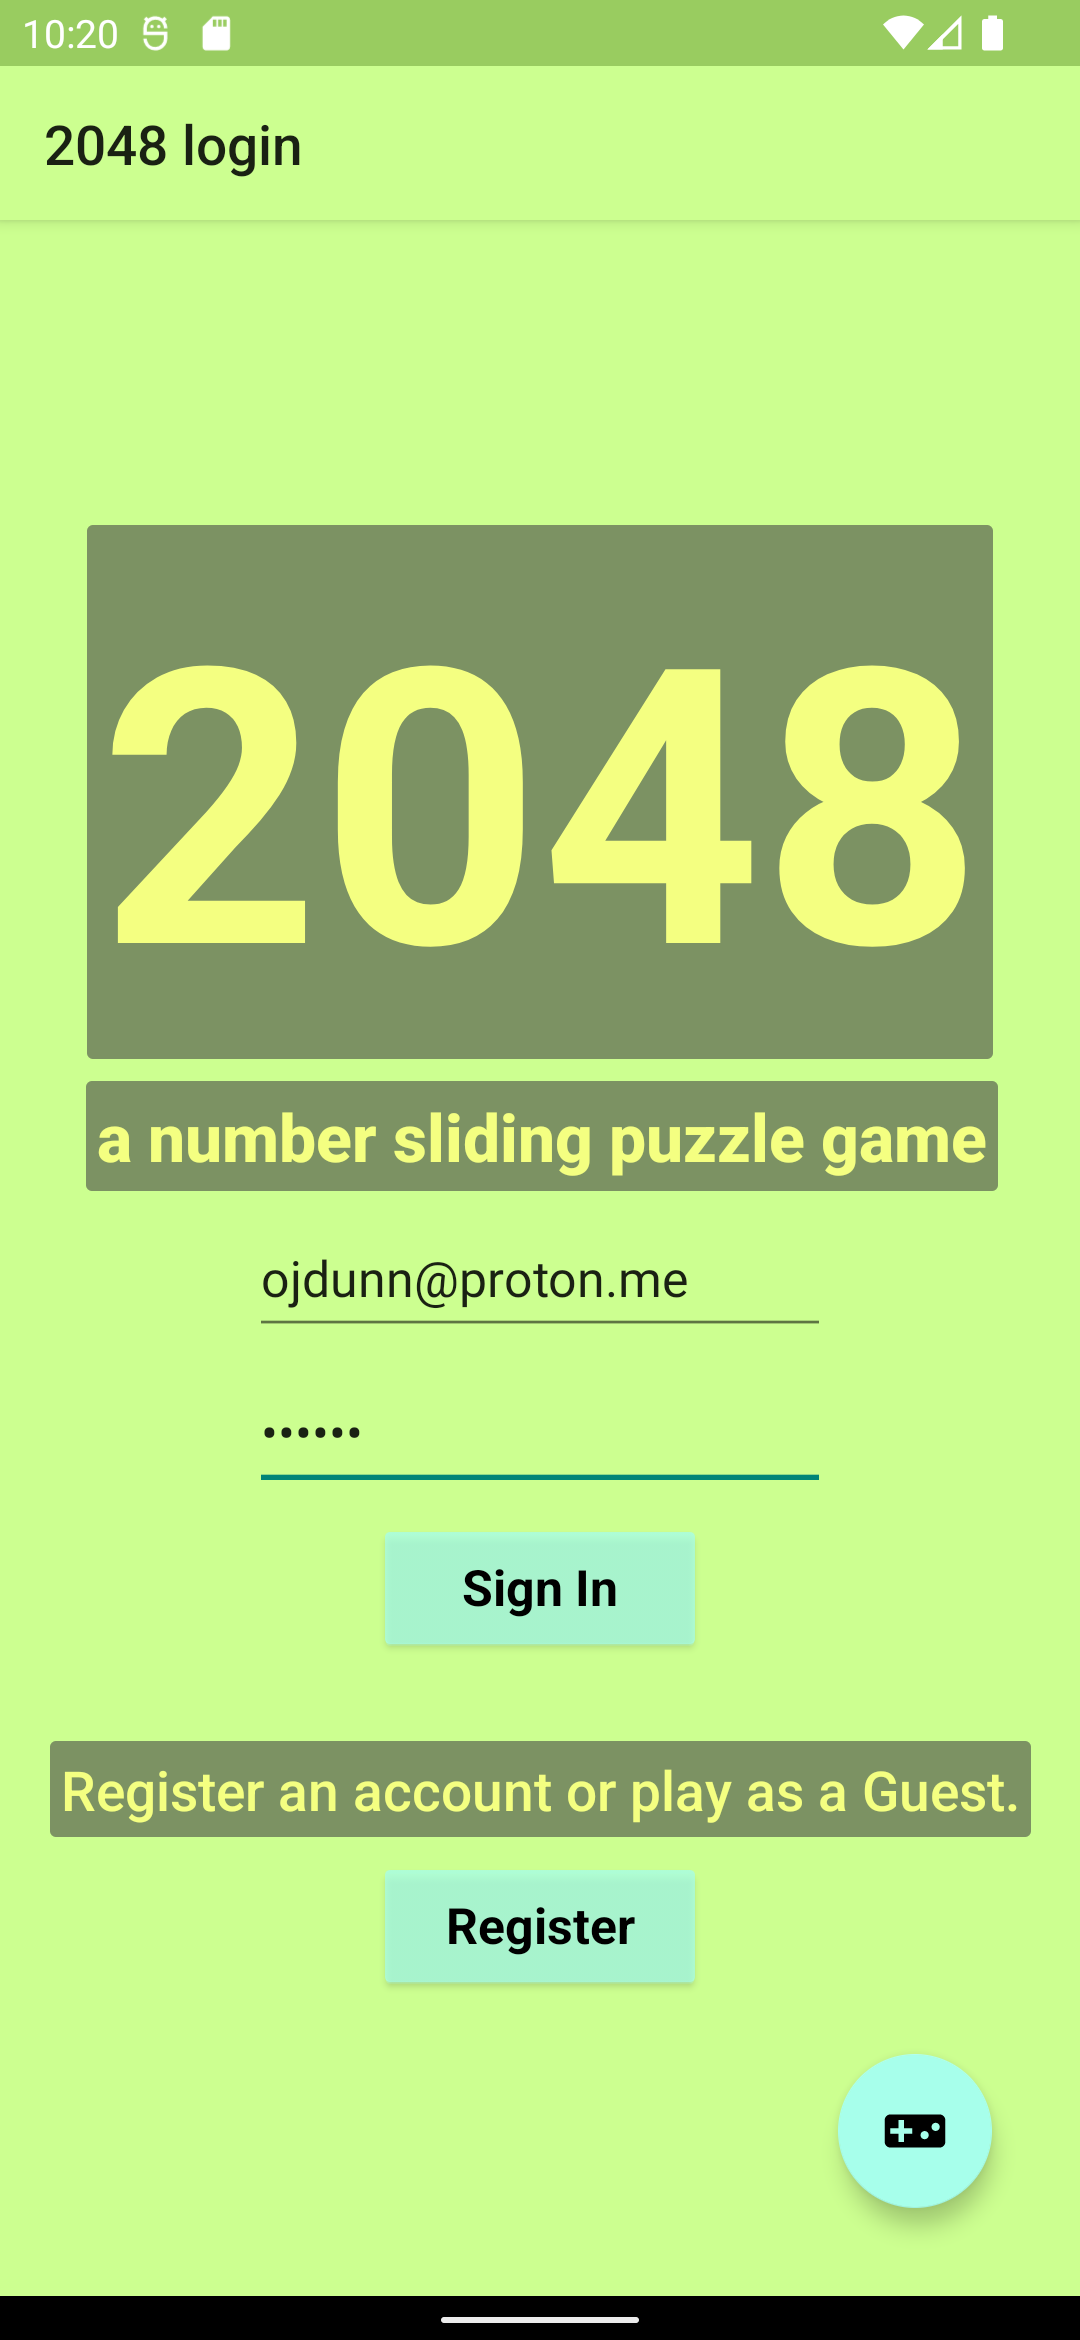 10:20
2048 login
2048
a number sliding puzzle game
ojdunn@proton.me
••••••
Sign In
Register an account or play as a Guest.
Register